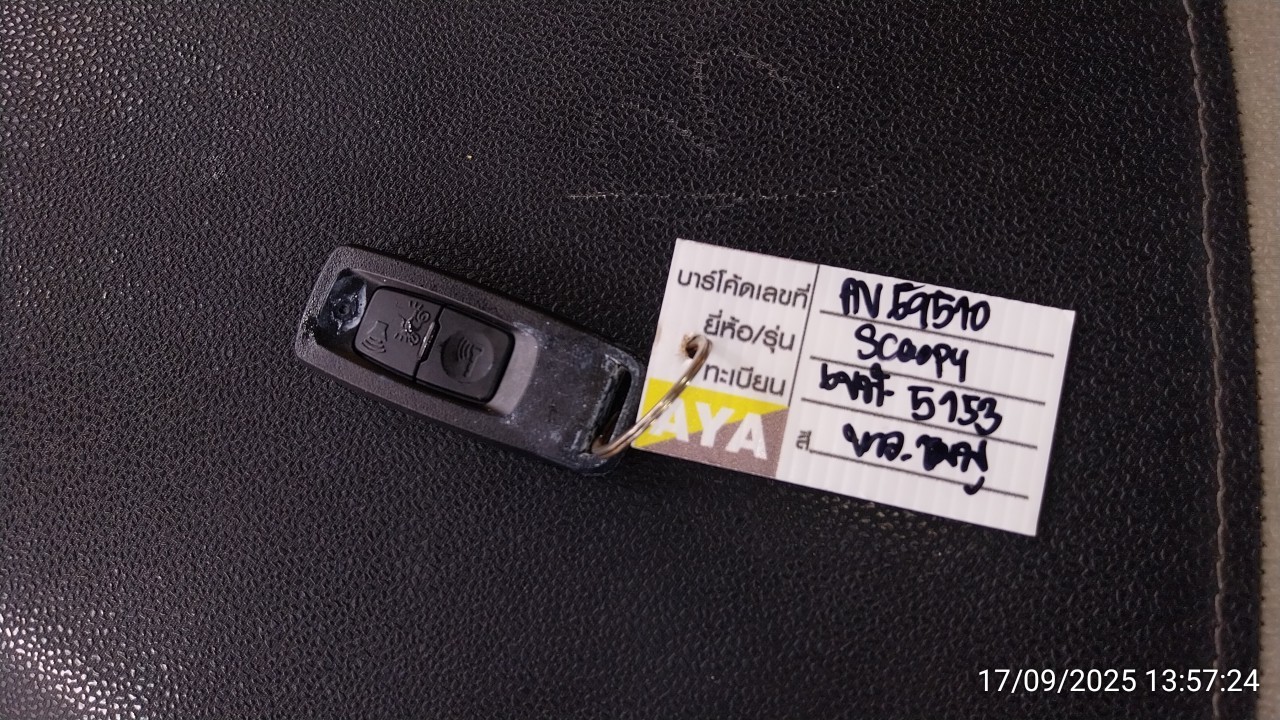 บาร์โค้ดเลขที่ AV59510
ยี่ห้อ/รุ่น Scoopy
ทะเบียน 5153
AYA
สี
17/09/2025 13:57:24